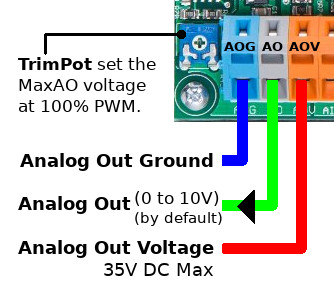 AOG AO AOV
TrimPot set the
MaxAO voltage
at 100% PWM.
Analog Out Ground
Analog Out (0 to 10V)
(by default)
Analog Out Voltage
35V DC Max